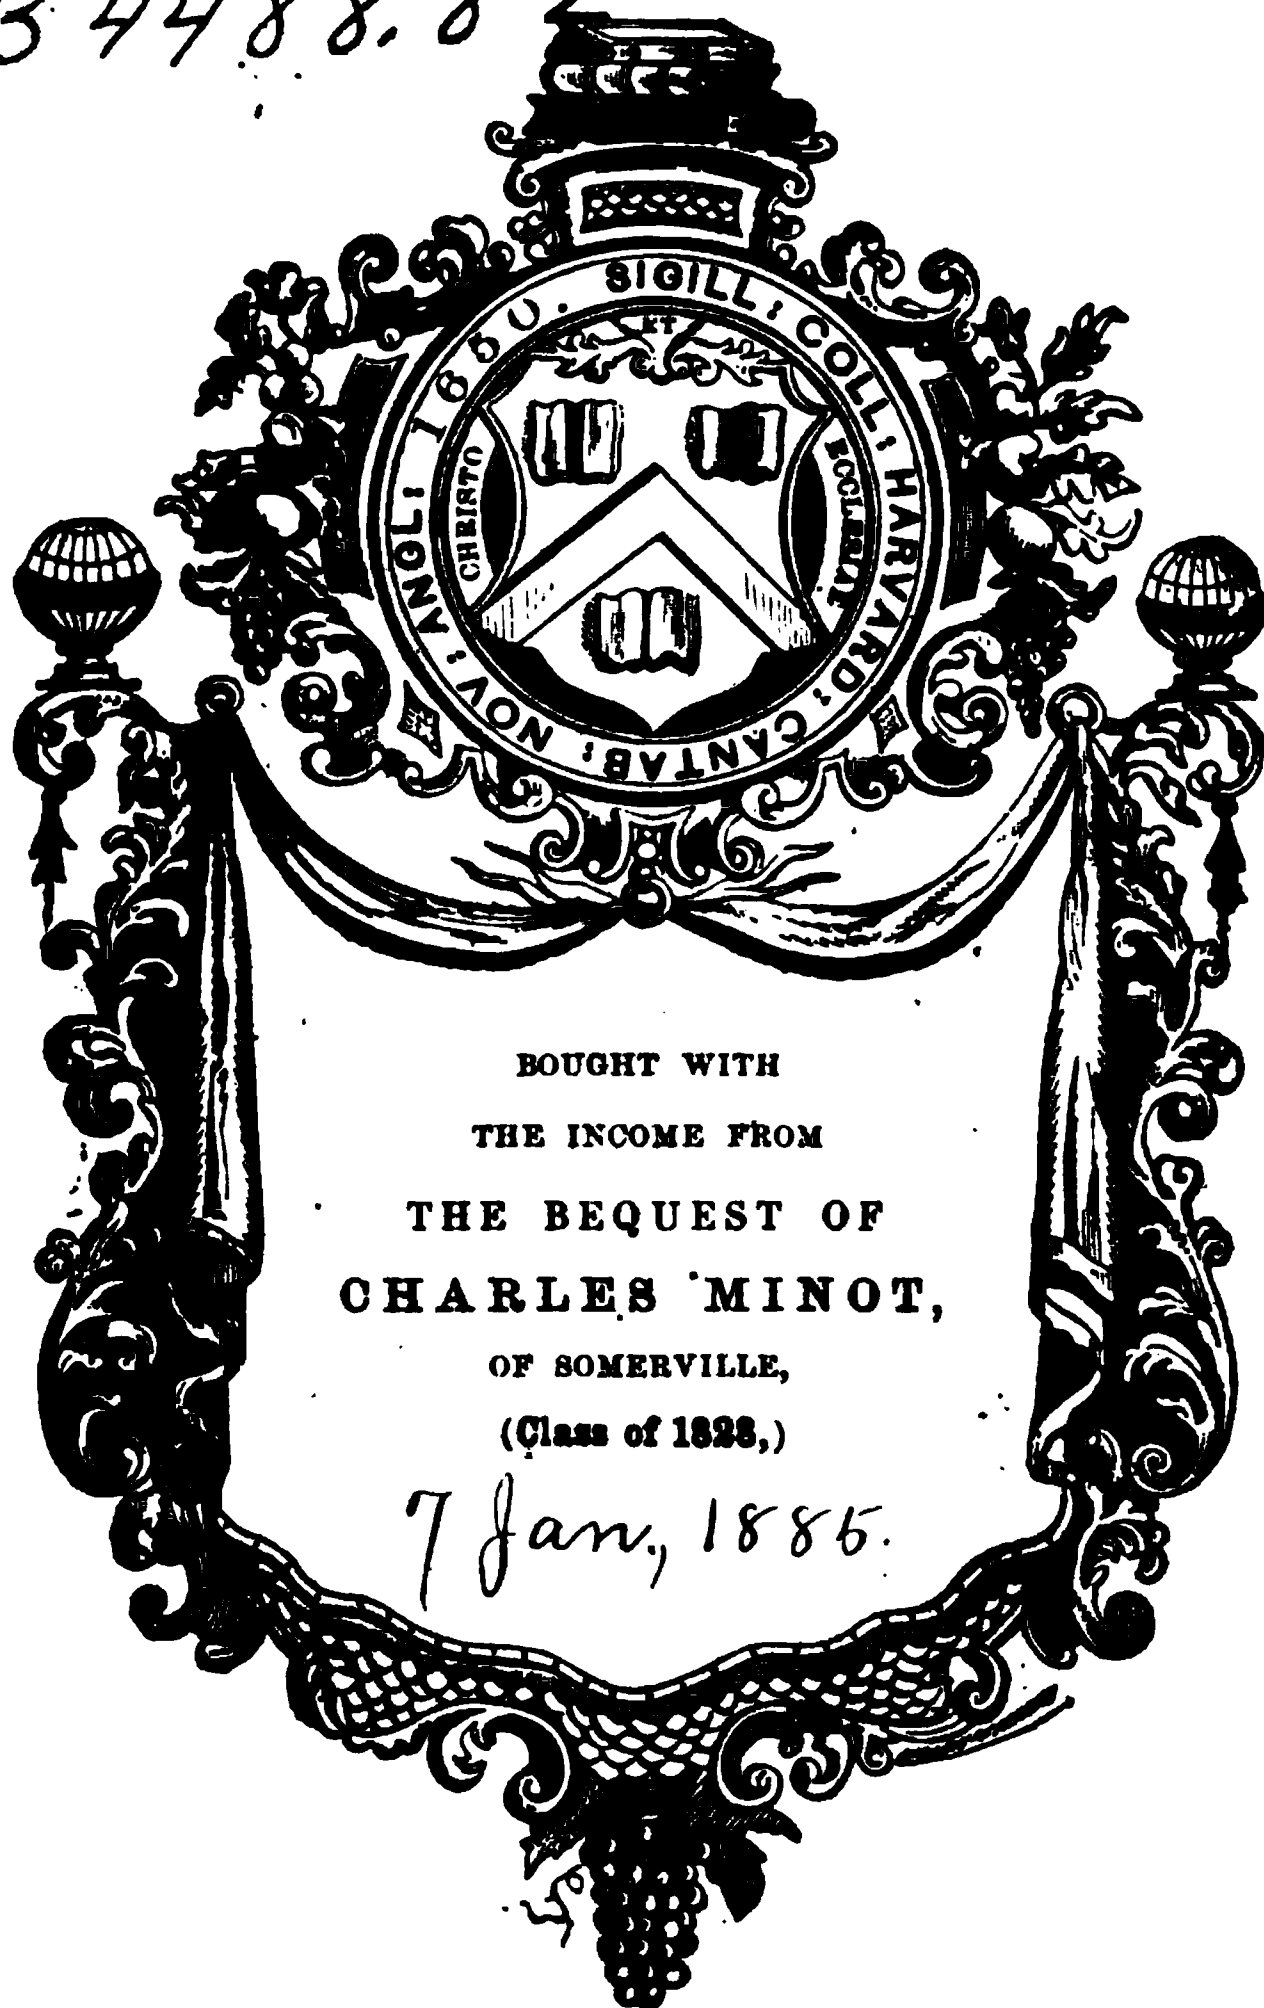 34488.8
SIGILL: COLL: HARVARD: CANTAB: NOV: ANGL: 1650.
CHRISTO ET ECCLESIAE
BOUGHT WITH
THE INCOME FROM
THE BEQUEST OF
CHARLES MINOT,
OF SOMERVILLE,
(Class of 1828,)
7 Jan., 1885.